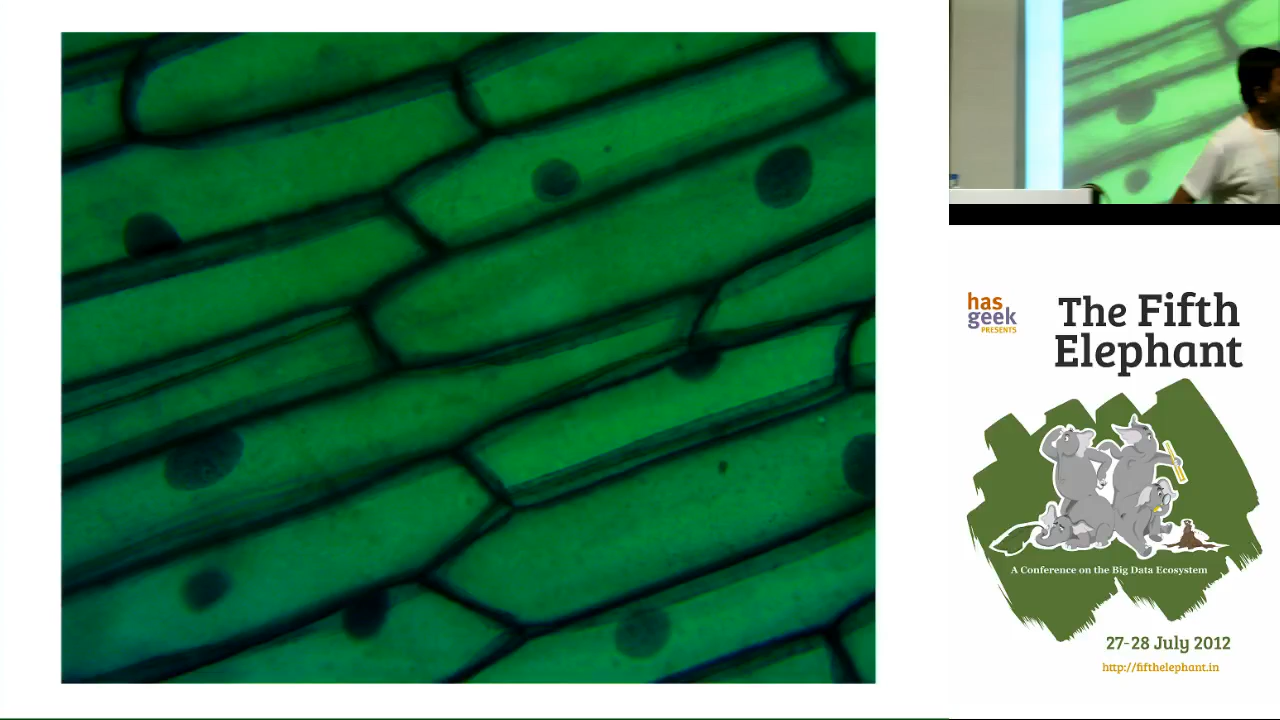 has
geek
PRESENTS
The Fifth
Elephant
A Conference on the Big Data Ecosystem
27-28 July 2012
http://fifthelephant.in